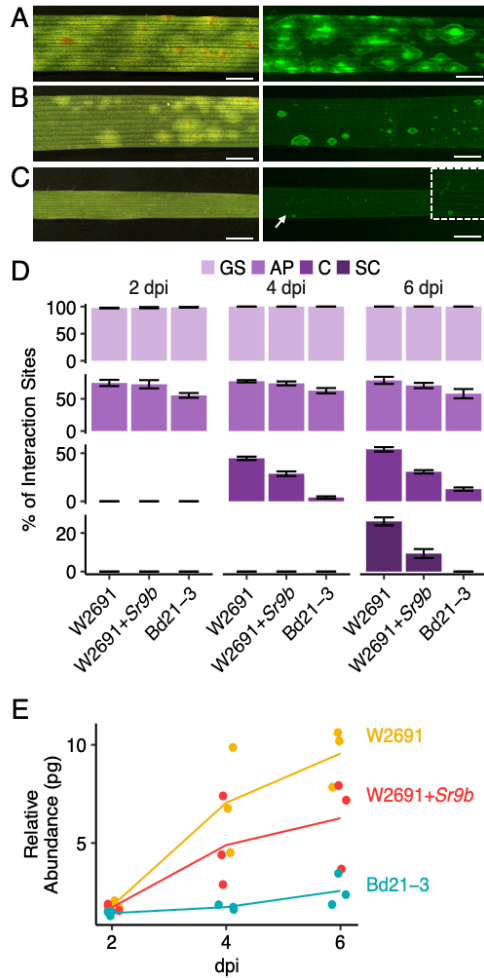 A
B
C
D
GS AP C SC
2 dpi 4 dpi 6 dpi
% of Interaction Sites
100
50
0
50
0
50
0
20
0
W2691 W2691+Sr9b Bd21–3 W2691 W2691+Sr9b Bd21–3 W2691 W2691+Sr9b Bd21–3
E
Relative
Abundance (pg)
10
5
W2691
W2691+Sr9b
Bd21–3
2 4 6
dpi